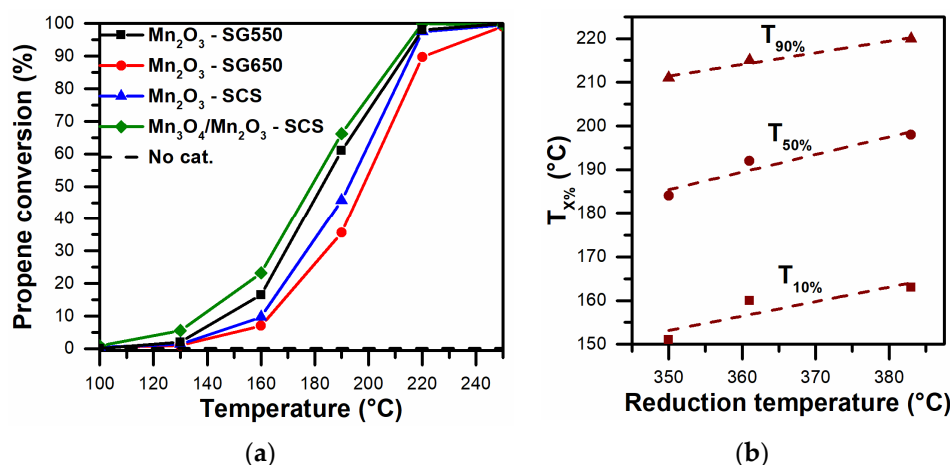 Propene conversion (%)
100
90
80
70
60
50
40
30
20
10
0
Mn₂O₃ - SG550
Mn₂O₃ - SG650
Mn₂O₃ - SCS
Mn₃O₄/Mn₂O₃ - SCS
No cat.
100 120 140 160 180 200 220 240
Temperature (°C)
(a)
T_X% (°C)
220
210
200
190
180
170
160
150
T₉₀%
T₅₀%
T₁₀%
350 360 370 380
Reduction temperature (°C)
(b)